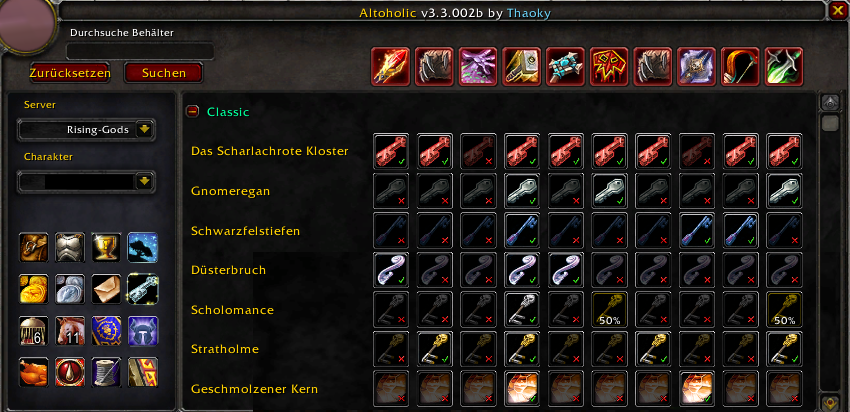 Altoholic v3.3.002b by Thaoky
Durchsuche Behälter
Zurücksetzen Suchen
Server
Rising-Gods
Charakter
6 11
Classic
Das Scharlachrote Kloster
Gnomeregan
Schwarzfelstiefen
Düsterbruch
Scholomance 50% 50%
Stratholme
Geschmolzener Kern